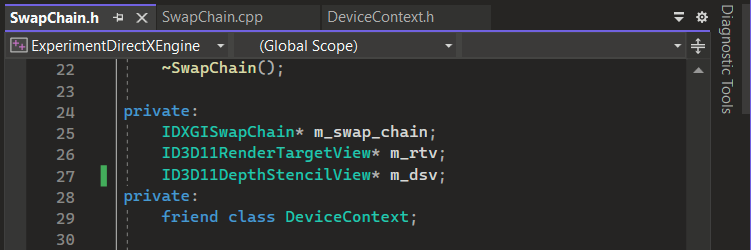 SwapChain.h SwapChain.cpp DeviceContext.h
ExperimentDirectXEngine (Global Scope)
22 ~SwapChain();
23
24 private:
25 IDXGISwapChain* m_swap_chain;
26 ID3D11RenderTargetView* m_rtv;
27 ID3D11DepthStencilView* m_dsv;
28 private:
29 friend class DeviceContext;
30
Diagnostic Tools